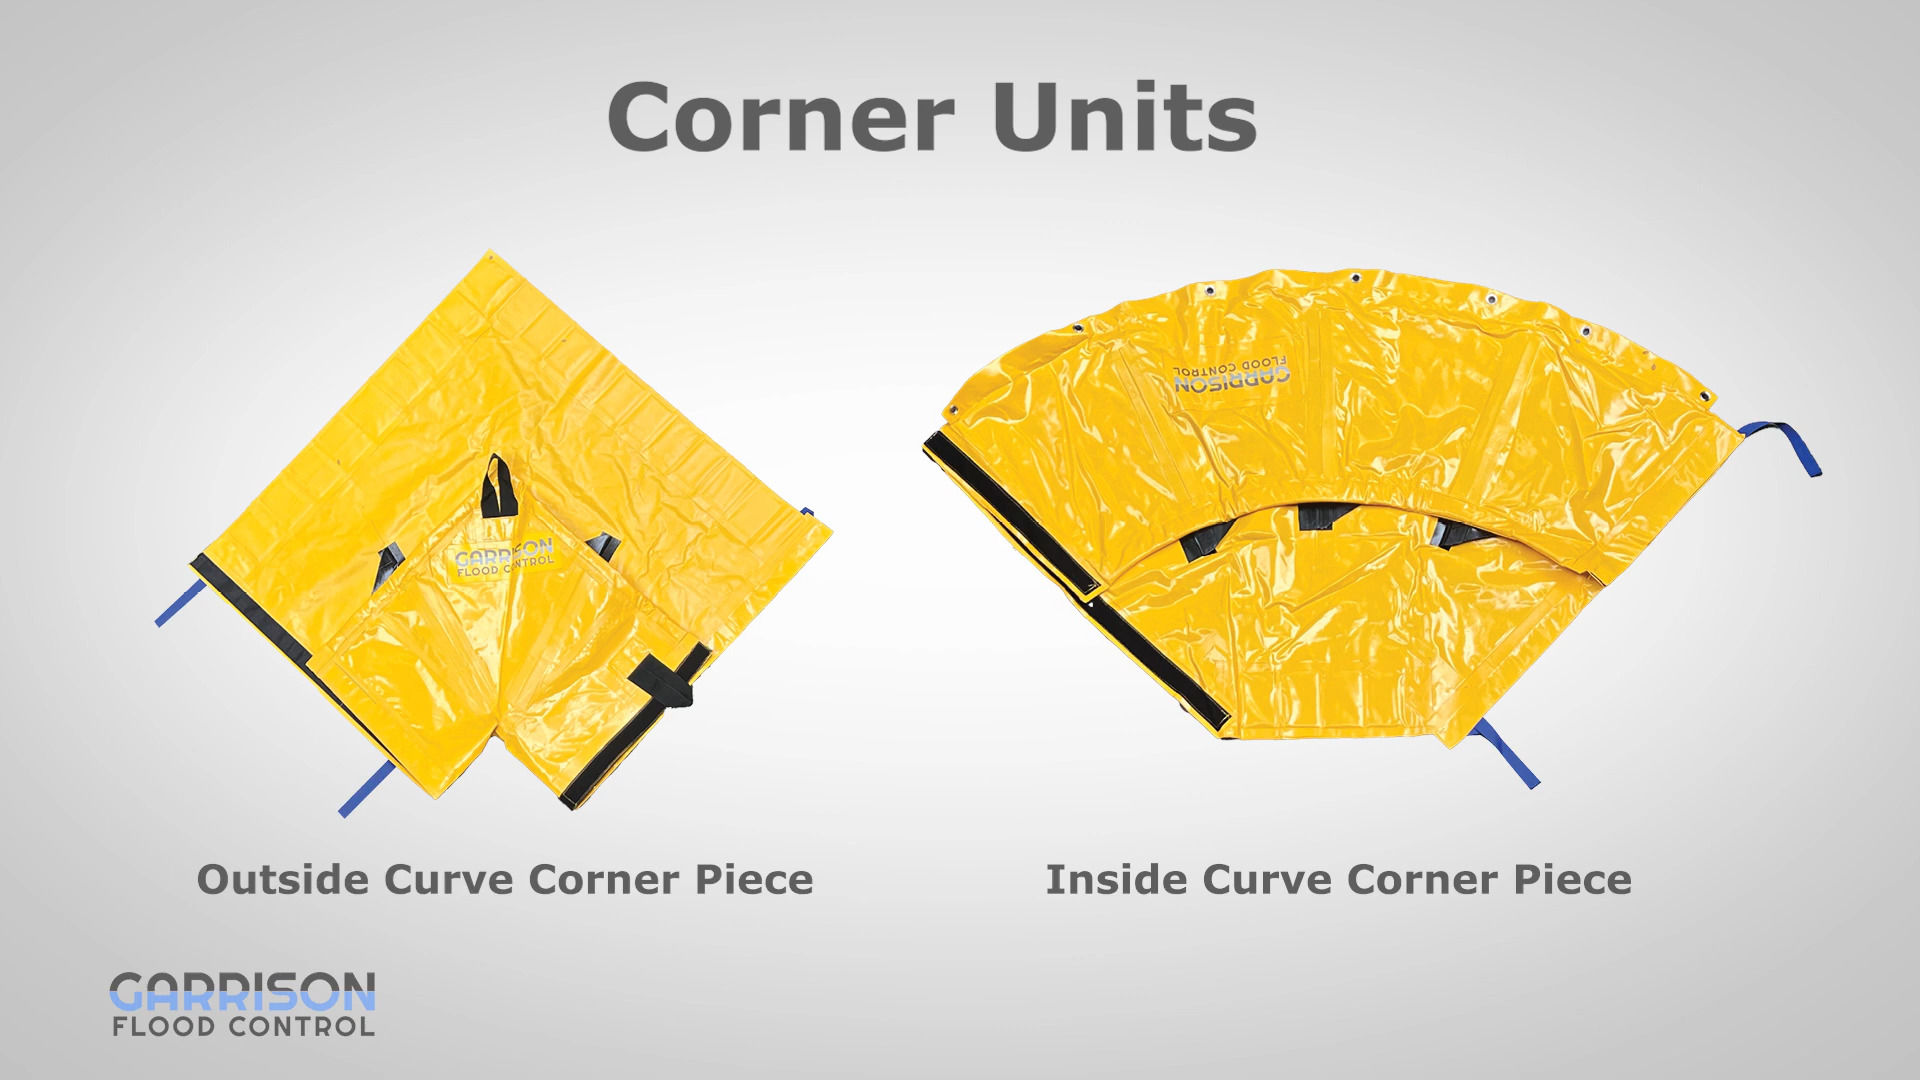 Corner Units
GARRISON
FLOOD CONTROL
GARRISON
FLOOD CONTROL
Outside Curve Corner Piece
Inside Curve Corner Piece
GARRISON
FLOOD CONTROL